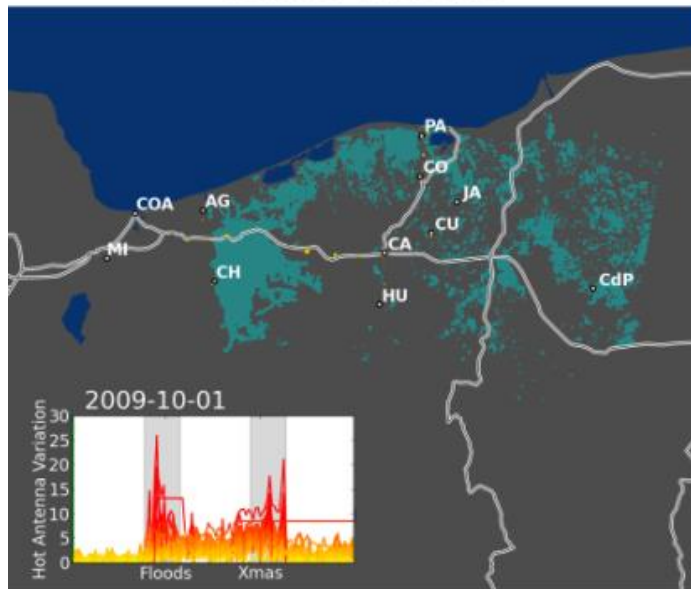 PA
CO
JA
COA
AG
CU
CA
MI
CH
CdP
HU
2009-10-01
Hot Antenna Variation
30
25
20
15
10
5
0
Floods Xmas